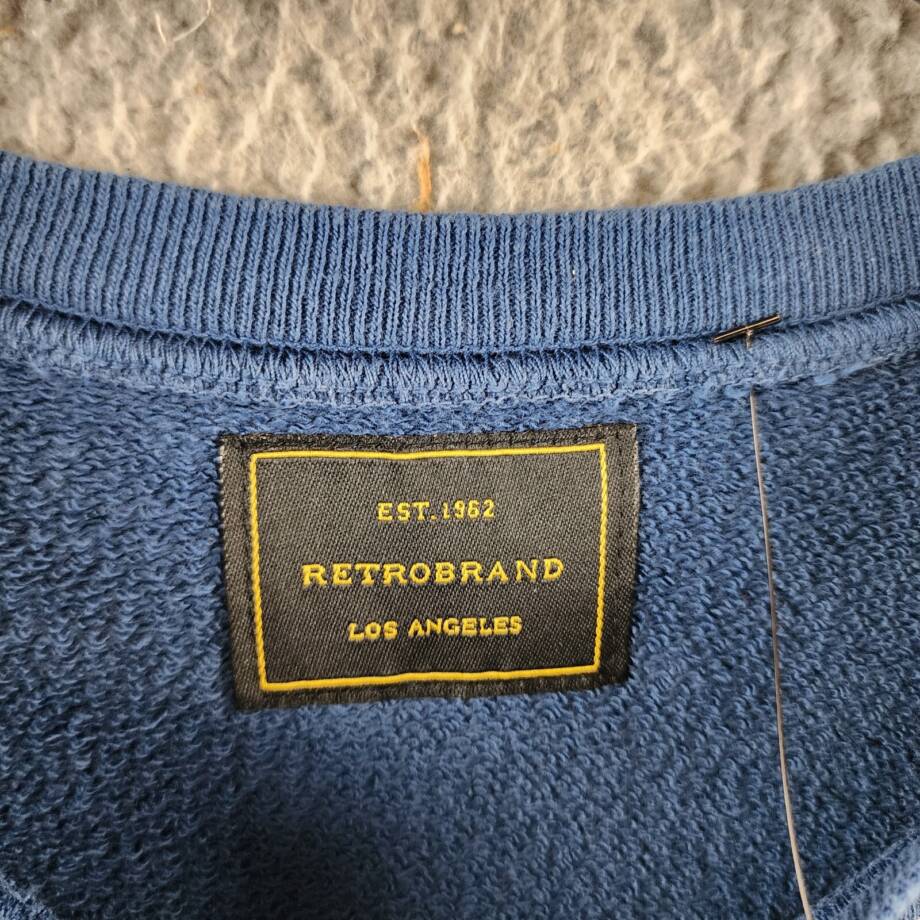 EST. 1962
RETROBRAND
LOS ANGELES